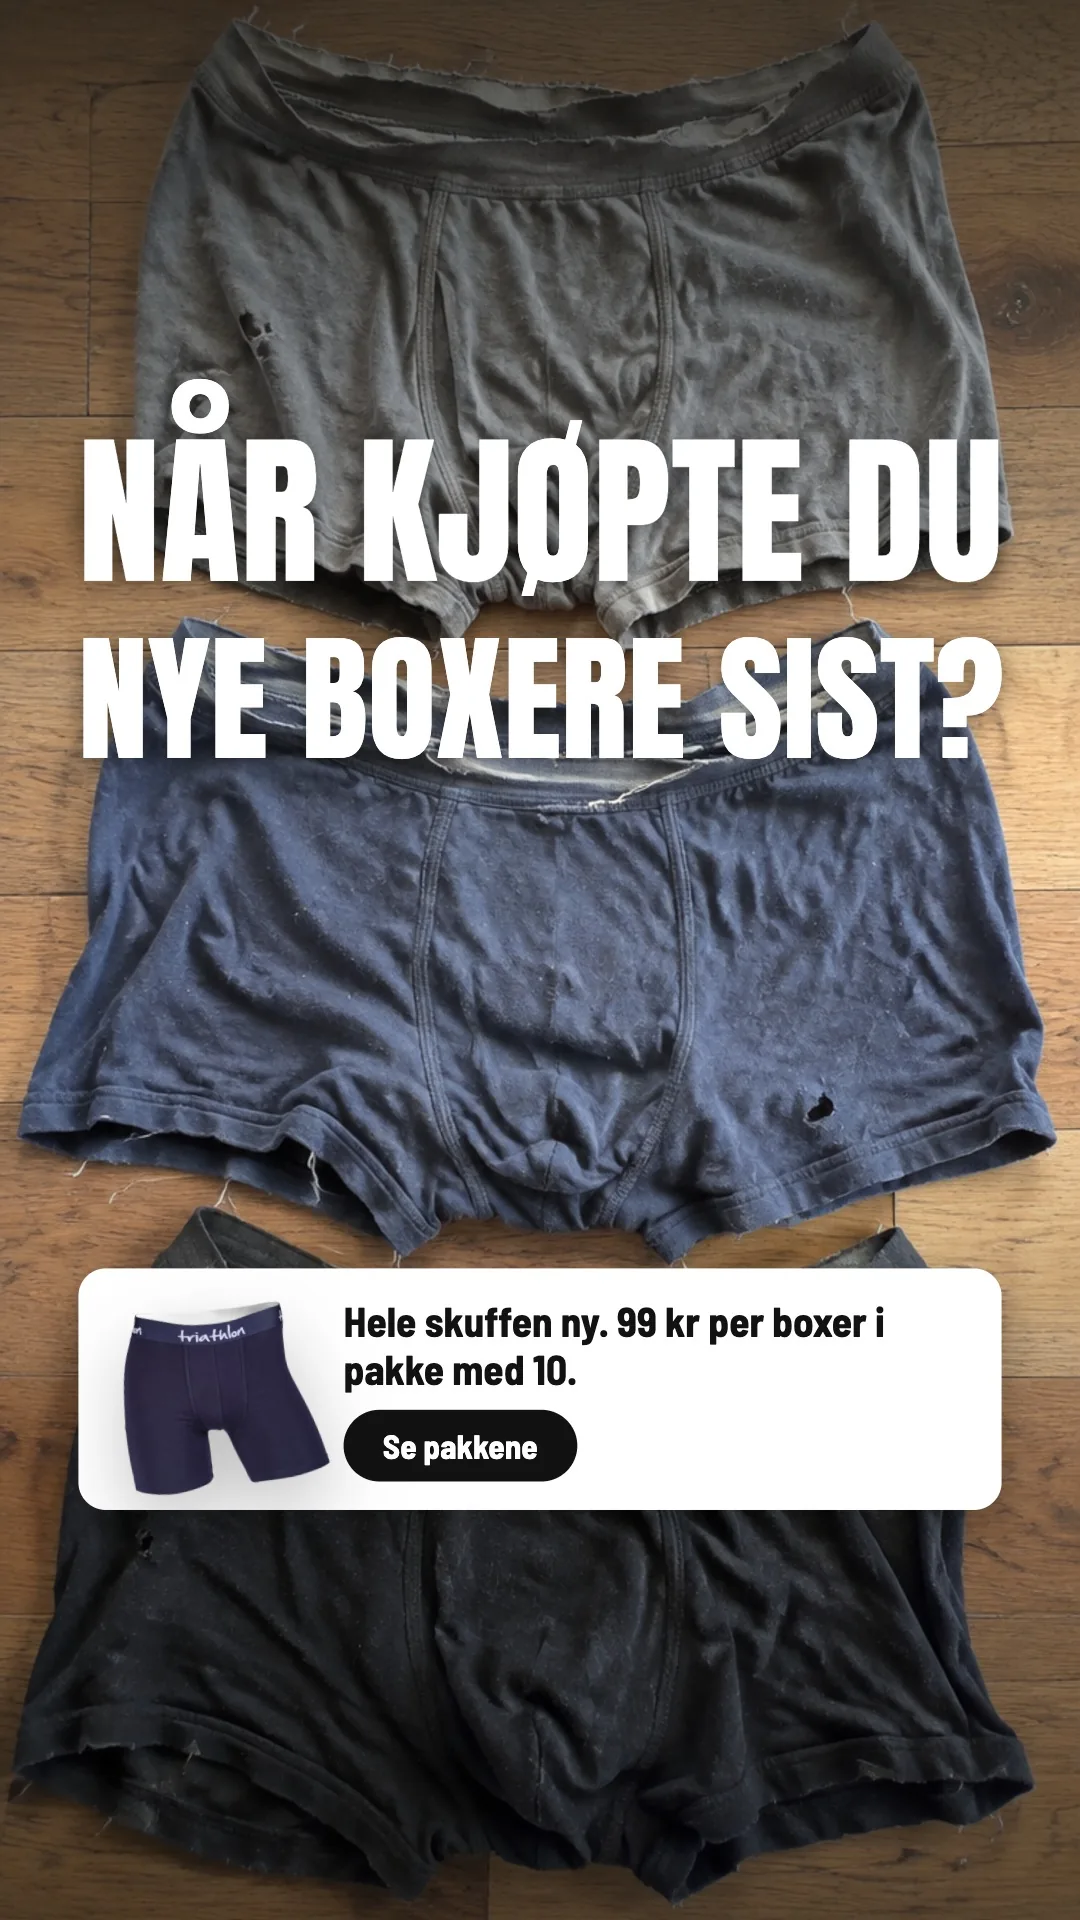 NÅR KJØPTE DU
NYE BOXERE SIST?
triathlon
Hele skuffen ny. 99 kr per boxer i
pakke med 10.
Se pakkene